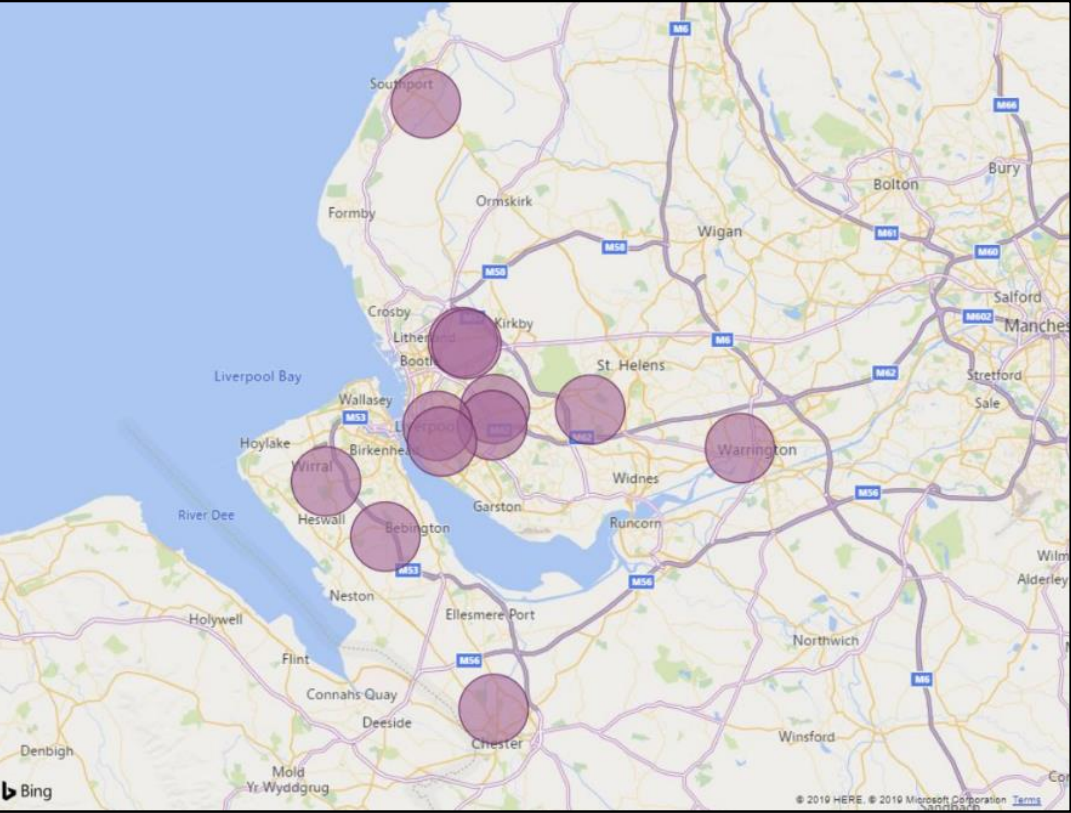 M6
Southport
M66
Bury
Bolton
Ormskirk
Formby
Wigan
M61
M58
M60
M58
Salford
Crosby
M602
Kirkby
Manches
Litherland
M6
Bootle
St. Helens
M62
Stretford
Liverpool Bay
Wallasey
Sale
M53
Liverpool
M62
Hoylake
Birkenhea
Warrington
Wirral
Widnes
M56
Garston
River Dee
Heswall
Bebington
Runcorn
Wilm
M53
M56
Alderley
Neston
Ellesmere Port
Holywell
Northwich
Flint
M56
M6
Connahs Quay
Deeside
Chester
Winsford
Denbigh
Mold
Yr Wyddgrug
Bing
© 2019 HERE, © 2019 Microsoft Corporation Terms
Sandbach